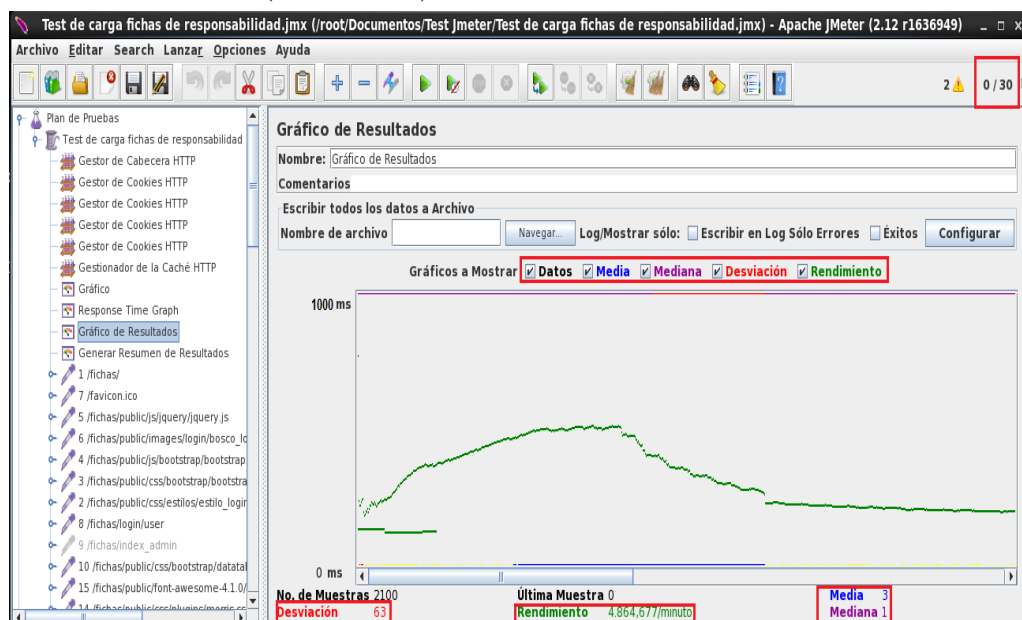 Test de carga fichas de responsabilidad.jmx (/root/Documentos/Test Jmeter/Test de carga fichas de responsabilidad.jmx) - Apache JMeter (2.12 r1636949)
Archivo Editar Search Lanzar Opciones Ayuda
2 0 / 30
Plan de Pruebas
Test de carga fichas de responsabilidad
Gestor de Cabecera HTTP
Gestor de Cookies HTTP
Gestor de Cookies HTTP
Gestor de Cookies HTTP
Gestor de Cookies HTTP
Gestionador de la Caché HTTP
Gráfico
Response Time Graph
Gráfico de Resultados
Generar Resumen de Resultados
1 /fichas/
7 /favicon.ico
5 /fichas/public/js/jquery/jquery.js
6 /fichas/public/images/login/bosco_lo
4 /fichas/public/js/bootstrap/bootstrap
3 /fichas/public/css/bootstrap/bootstra
2 /fichas/public/css/estilos/estilo_login
8 /fichas/login/user
9 /fichas/index_admin
10 /fichas/public/css/bootstrap/datatal
15 /fichas/public/font-awesome-4.1.0/
14 /fichas/public/css/plugins/morris.cs
Gráfico de Resultados
Nombre: Gráfico de Resultados
Comentarios
Escribir todos los datos a Archivo
Nombre de archivo Navegar... Log/Mostrar sólo: Escribir en Log Sólo Errores Éxitos Configurar
Gráficos a Mostrar Datos Media Mediana Desviación Rendimiento
1000 ms
0 ms
No. de Muestras 2100 Última Muestra 0 Media 3
Desviación 63 Rendimiento 4.864,677/minuto Mediana 1